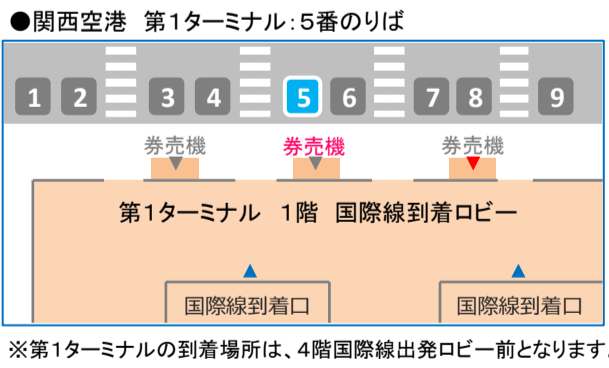 ●関西空港 第1ターミナル:5番のりば
1 2 3 4 5 6 7 8 9
券売機 券売機 券売機
第1ターミナル 1階 国際線到着ロビー
国際線到着口 国際線到着口
※第1ターミナルの到着場所は、4階国際線出発ロビー前となります。